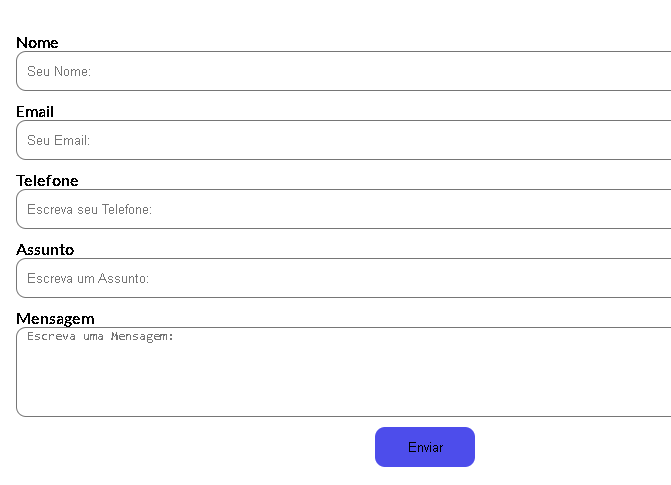 Nome
Seu Nome:
Email
Seu Email:
Telefone
Escreva seu Telefone:
Assunto
Escreva um Assunto:
Mensagem
Escreva uma Mensagem:
Enviar